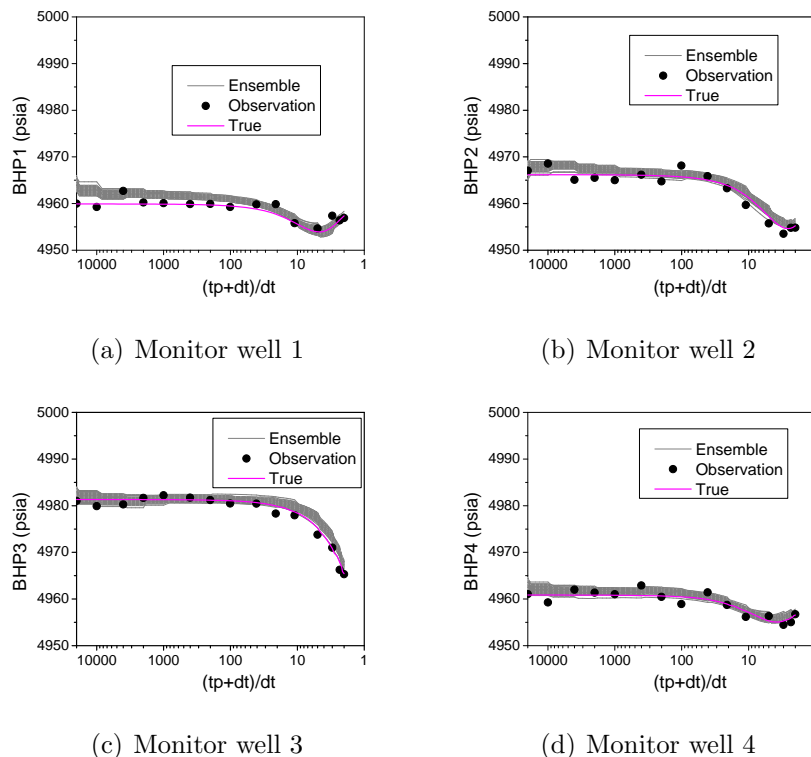 5000
4990
4980
4970
4960
4950
BHP1 (psia)
Ensemble
Observation
True
10000 1000 100 10 1
(tp+dt)/dt
(a) Monitor well 1
5000
4990
4980
4970
4960
4950
BHP2 (psia)
Ensemble
Observation
True
10000 1000 100 10
(tp+dt)/dt
(b) Monitor well 2
5000
4990
4980
4970
4960
4950
BHP3 (psia)
Ensemble
Observation
True
10000 1000 100 10 1
(tp+dt)/dt
(c) Monitor well 3
5000
4990
4980
4970
4960
4950
BHP4 (psia)
Ensemble
Observation
True
10000 1000 100 10
(tp+dt)/dt
(d) Monitor well 4